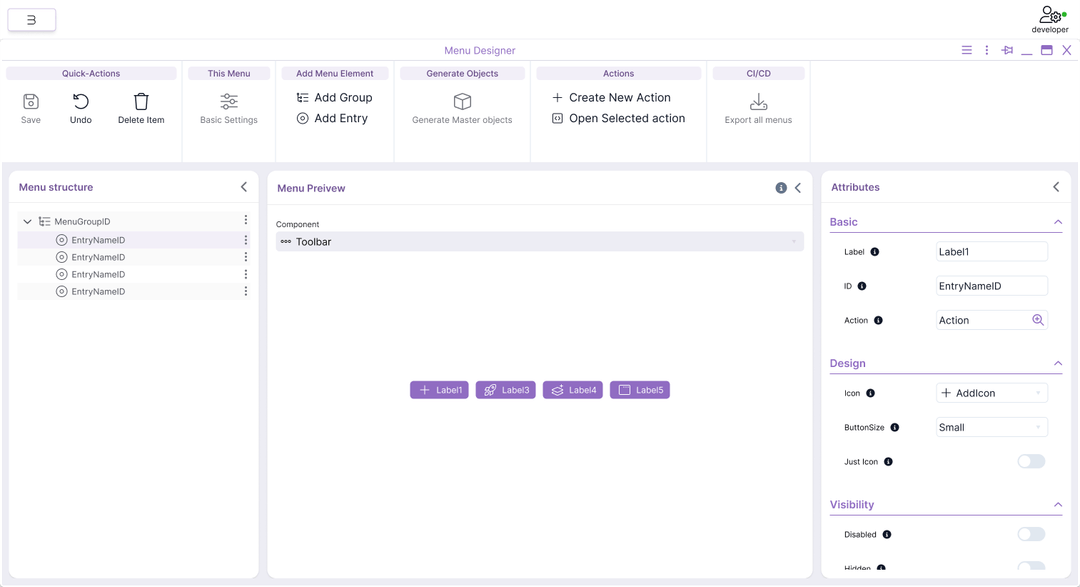 developer
Menu Designer
Quick-Actions
Save
Undo
Delete Item
This Menu
Basic Settings
Add Menu Element
Add Group
Add Entry
Generate Objects
Generate Master objects
Actions
Create New Action
Open Selected action
CI/CD
Export all menus
Menu structure
MenuGroupID
EntryNameID
EntryNameID
EntryNameID
EntryNameID
Menu Preivew
Component
Toolbar
Label1
Label3
Label4
Label5
Attributes
Basic
Label
Label1
ID
EntryNameID
Action
Action
Design
Icon
AddIcon
ButtonSize
Small
Just Icon
Visibility
Disabled
Hidden